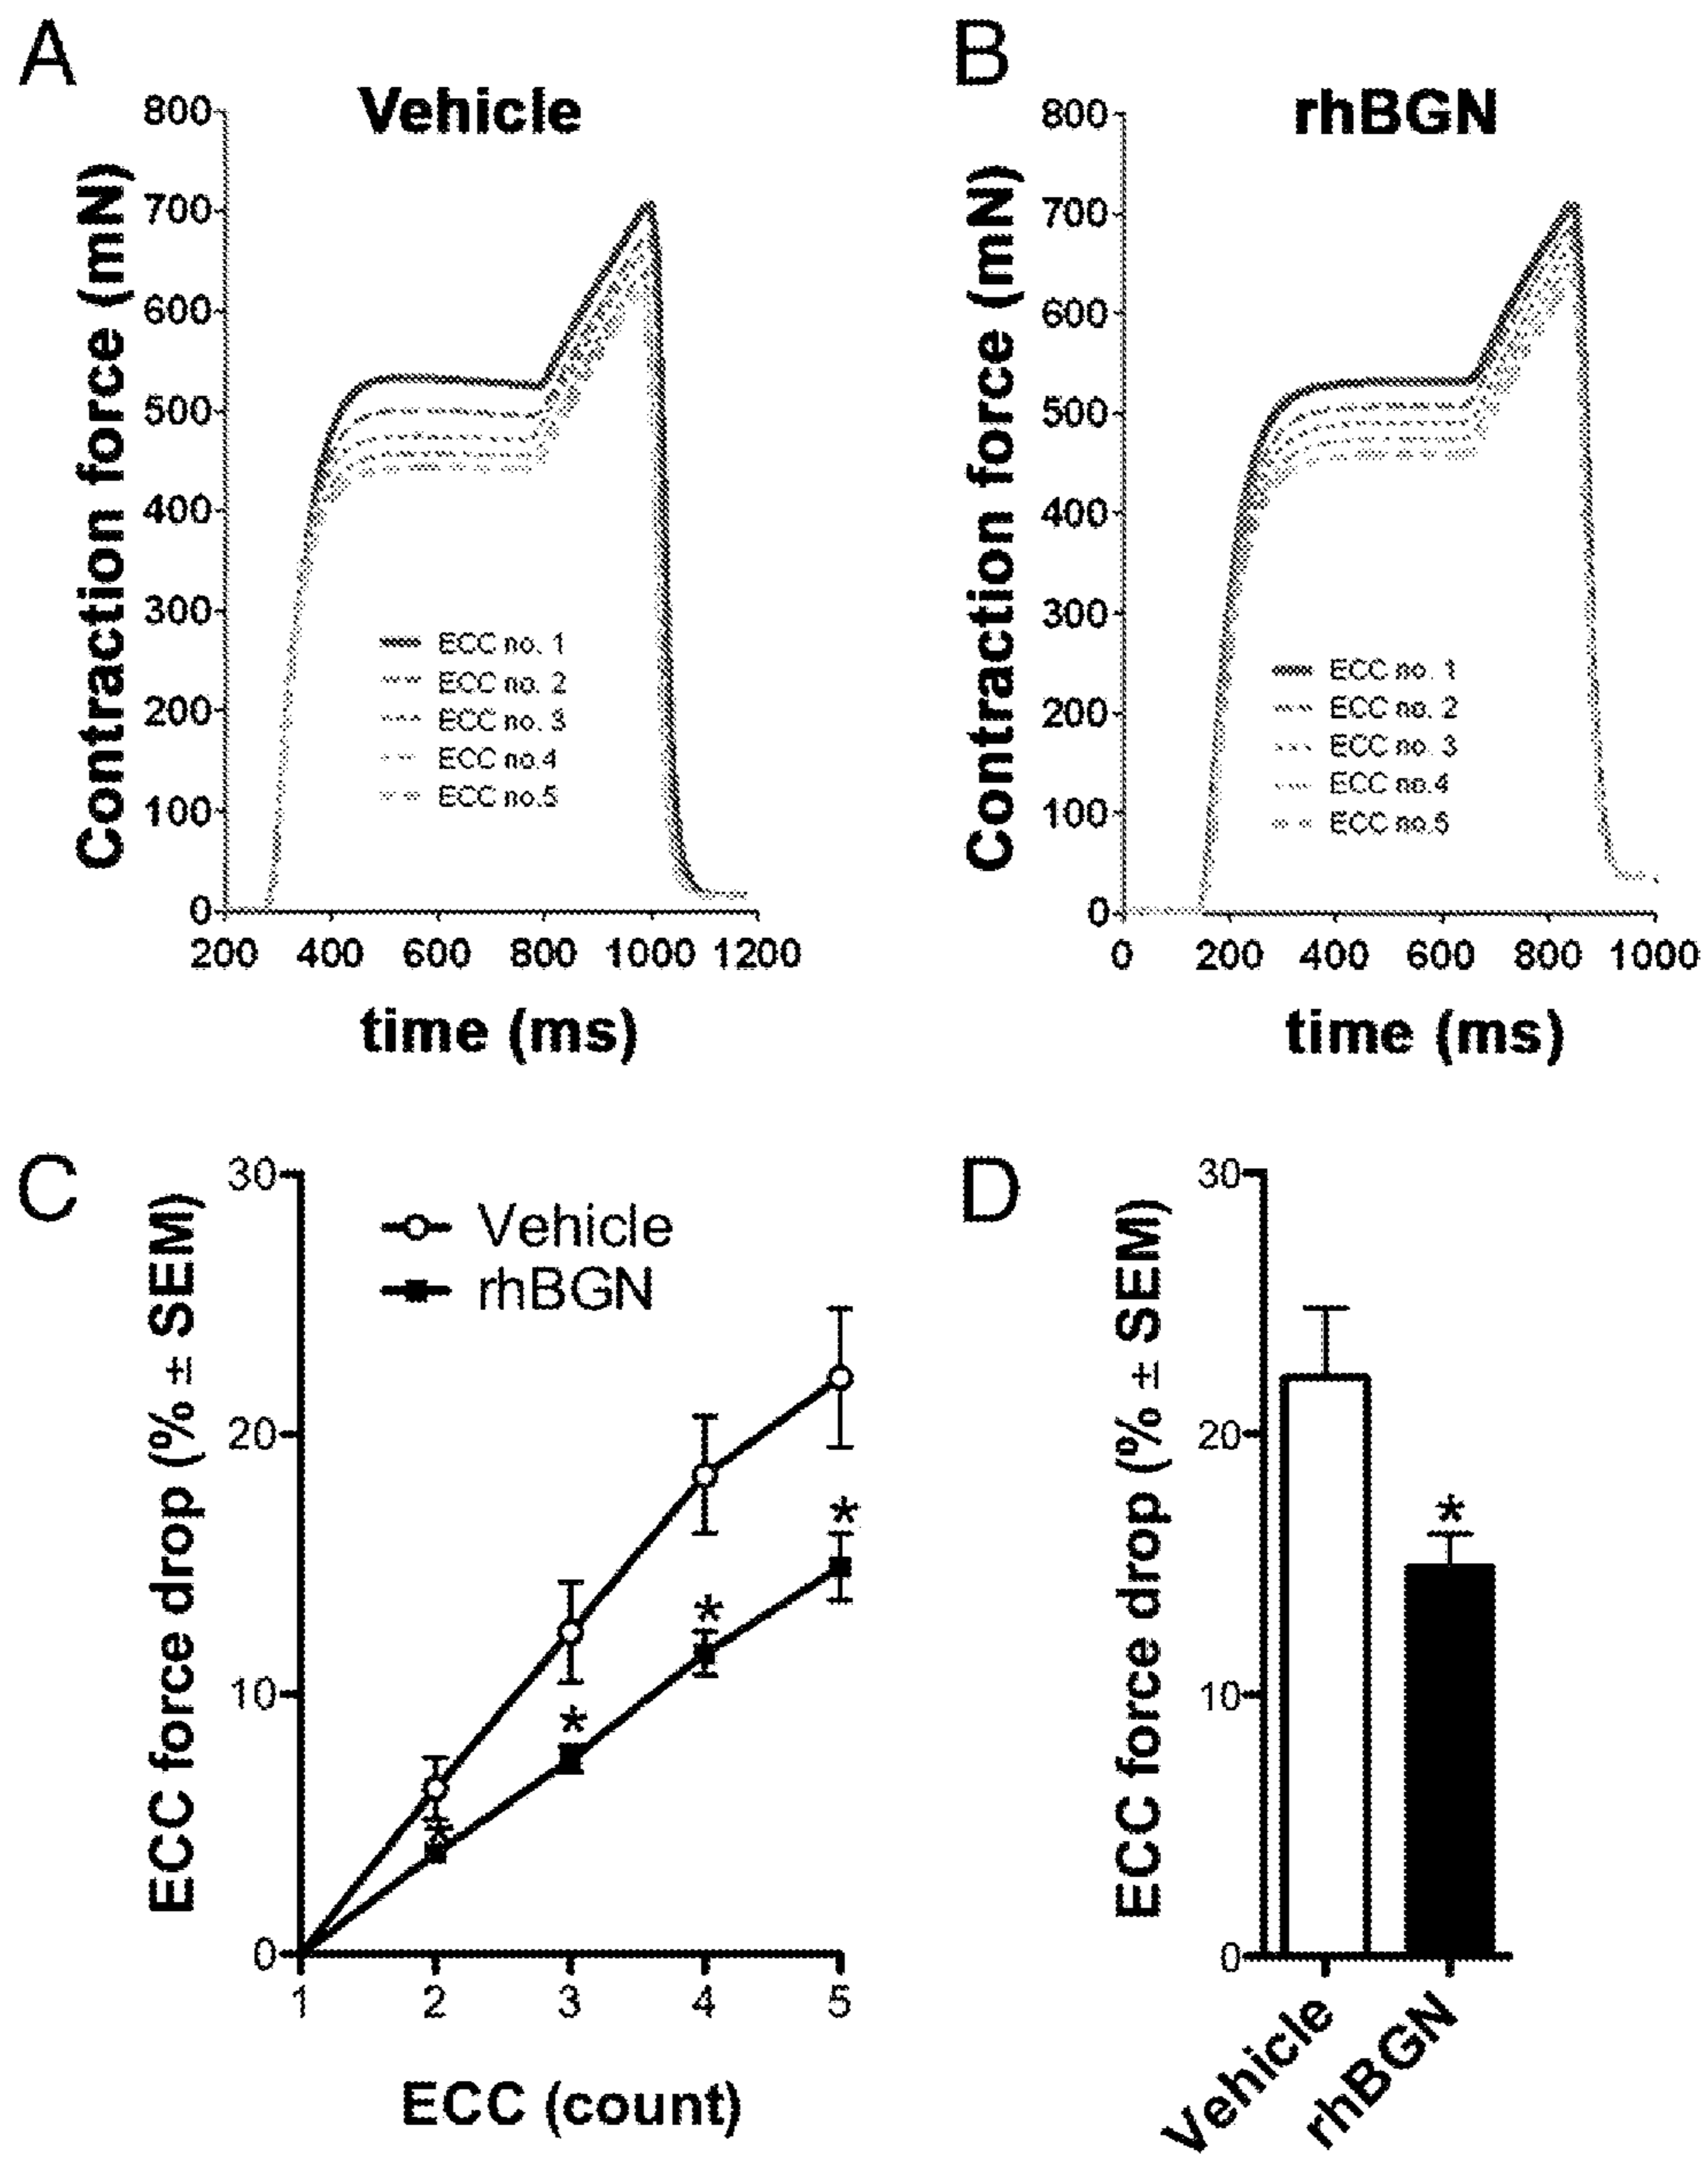 A
Vehicle
Contraction force (mN)
800
700
600
500
400
300
200
100
0
ECC no. 1
ECC no. 2
ECC no. 3
ECC no.4
ECC no.5
200 400 600 800 1000 1200
time (ms)
B
rhBGN
Contraction force (mN)
800
700
600
500
400
300
200
100
0
ECC no. 1
ECC no. 2
ECC no. 3
ECC no.4
ECC no.5
0 200 400 600 800 1000
time (ms)
C
ECC force drop (% ± SEM)
30
20
10
0
Vehicle
rhBGN
*
*
*
*
1 2 3 4 5
ECC (count)
D
ECC force drop (% ± SEM)
30
20
10
0
*
Vehicle
rhBGN